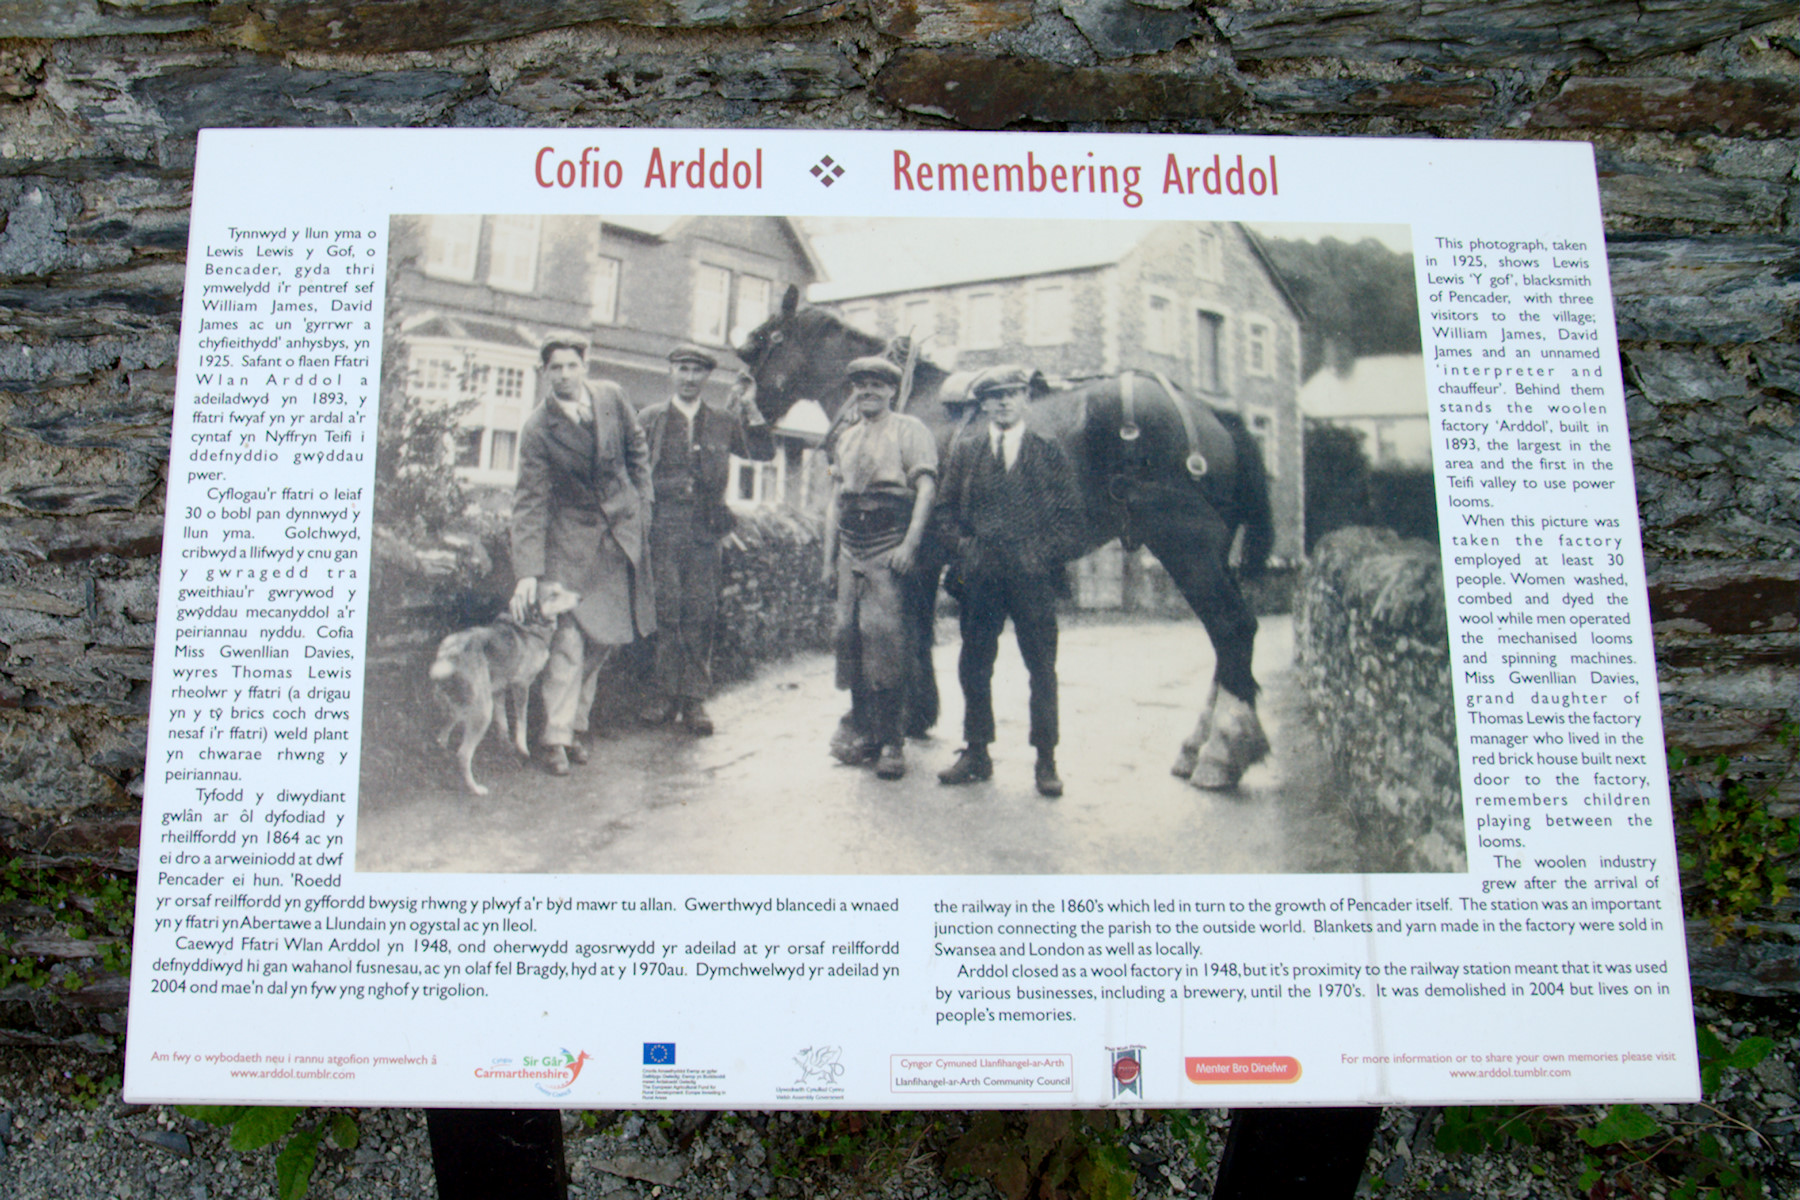 Cofio Arddol ❖ Remembering Arddol
Tynnwyd y llun yma o
Lewis Lewis y Gof, o
Bencader, gyda thri
ymwelydd i'r pentref sef
William James, David
James ac un 'gyrrwr a
chyfieithydd' anhysbys, yn
1925. Safant o flaen Ffatri
Wlan Arddol a
adeiladwyd yn 1893, y
ffatri fwyaf yn yr ardal a'r
cyntaf yn Nyffryn Teifi i
ddefnyddio gwŷddau
pwer.
Cyflogau'r ffatri o leiaf
30 o bobl pan dynnwyd y
llun yma. Golchwyd,
cribwyd a llifwyd y cnu gan
y gwragedd tra
gweithiau'r gwrywod y
gwŷddau mecanyddol a'r
peiriannau nyddu. Cofia
Miss Gwenllian Davies,
wyres Thomas Lewis
rheolwr y ffatri (a drigau
yn y tŷ brics coch drws
nesaf i'r ffatri) weld plant
yn chwarae rhwng y
peiriannau.
Tyfodd y diwydiant
gwlân ar ôl dyfodiad y
rheilffordd yn 1864 ac yn
ei dro a arweiniodd at dwf
Pencader ei hun. 'Roedd
yr orsaf reilffordd yn gyffordd bwysig rhwng y plwyf a'r byd mawr tu allan. Gwerthwyd blancedi a wnaed
yn y ffatri yn Abertawe a Llundain yn ogystal ac yn lleol.
Caewyd Ffatri Wlan Arddol yn 1948, ond oherwydd agosrwydd yr adeilad at yr orsaf reilffordd
defnyddiwyd hi gan wahanol fusnesau, ac yn olaf fel Bragdy, hyd at y 1970au. Dymchwelwyd yr adeilad yn
2004 ond mae'n dal yn fyw yng nghof y trigolion.
This photograph, taken
in 1925, shows Lewis
Lewis 'Y gof', blacksmith
of Pencader, with three
visitors to the village;
William James, David
James and an unnamed
'interpreter and
chauffeur'. Behind them
stands the woolen
factory 'Arddol', built in
1893, the largest in the
area and the first in the
Teifi valley to use power
looms.
When this picture was
taken the factory
employed at least 30
people. Women washed,
combed and dyed the
wool while men operated
the mechanised looms
and spinning machines.
Miss Gwenllian Davies,
grand daughter of
Thomas Lewis the factory
manager who lived in the
red brick house built next
door to the factory,
remembers children
playing between the
looms.
The woolen industry
grew after the arrival of
the railway in the 1860's which led in turn to the growth of Pencader itself. The station was an important
junction connecting the parish to the outside world. Blankets and yarn made in the factory were sold in
Swansea and London as well as locally.
Arddol closed as a wool factory in 1948, but it's proximity to the railway station meant that it was used
by various businesses, including a brewery, until the 1970's. It was demolished in 2004 but lives on in
people's memories.
Am fwy o wybodaeth neu i rannu atgofion ymwelwch â
www.arddol.tumblr.com
Sir Gâr
Carmarthenshire
Llywodraeth Cynulliad Cymru
Welsh Assembly Government
Cyngor Cymuned Llanfihangel-ar-Arth
Llanfihangel-ar-Arth Community Council
Menter Bro Dinefwr
For more information or to share your own memories please visit
www.arddol.tumblr.com